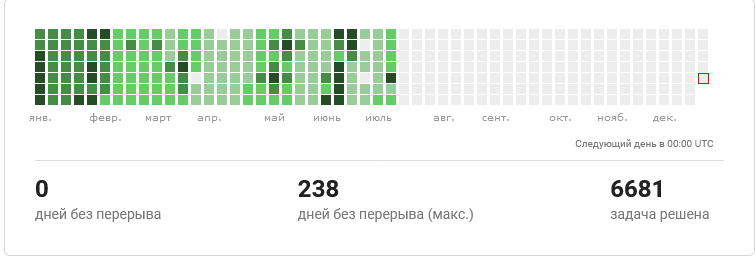 янв. февр. март апр. май июнь июль авг. сент. окт. нояб. дек.
Следующий день в 00:00 UTC
0 238 6681
дней без перерыва дней без перерыва (макс.) задача решена